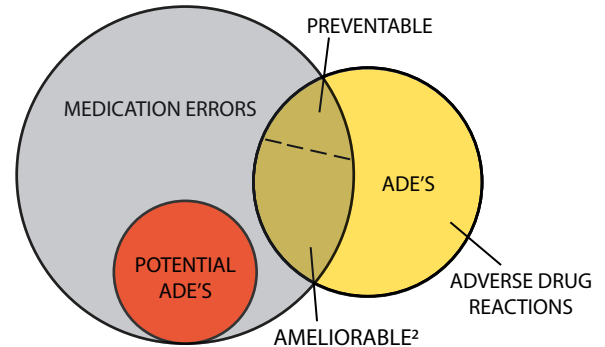 PREVENTABLE
MEDICATION ERRORS
ADE'S
POTENTIAL
ADE'S
ADVERSE DRUG
REACTIONS
AMELIORABLE²